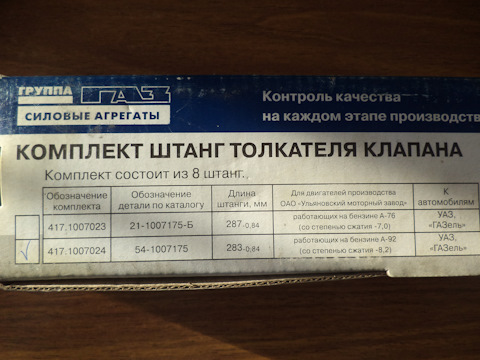 ГРУППА
ГАЗ
СИЛОВЫЕ АГРЕГАТЫ
Контроль качества
на каждом этапе производств
КОМПЛЕКТ ШТАНГ ТОЛКАТЕЛЯ КЛАПАНА
Комплект состоит из 8 штанг.
Обозначение комплекта | Обозначение детали по каталогу | Длина штанги, мм | Для двигателей производства ОАО «Ульяновский моторный завод» | К автомобилям
417.1007023 | 21-1007175-Б | 287-0,84 | работающих на бензине А-76 (со степенью сжатия -7,0) | УАЗ, «ГАЗель»
✓ 417.1007024 | 54-1007175 | 283-0,84 | работающих на бензине А-92 (со степенью сжатия -8,2) | УАЗ, «ГАЗель»